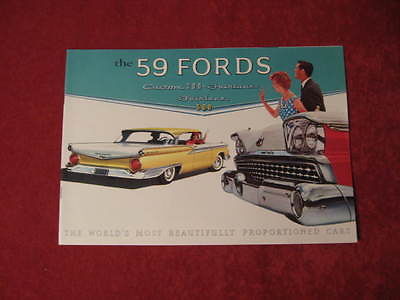 the 59 FORDS
Custom 300 · Fairlane
Fairlane
500
THE WORLD'S MOST BEAUTIFULLY PROPORTIONED CARS